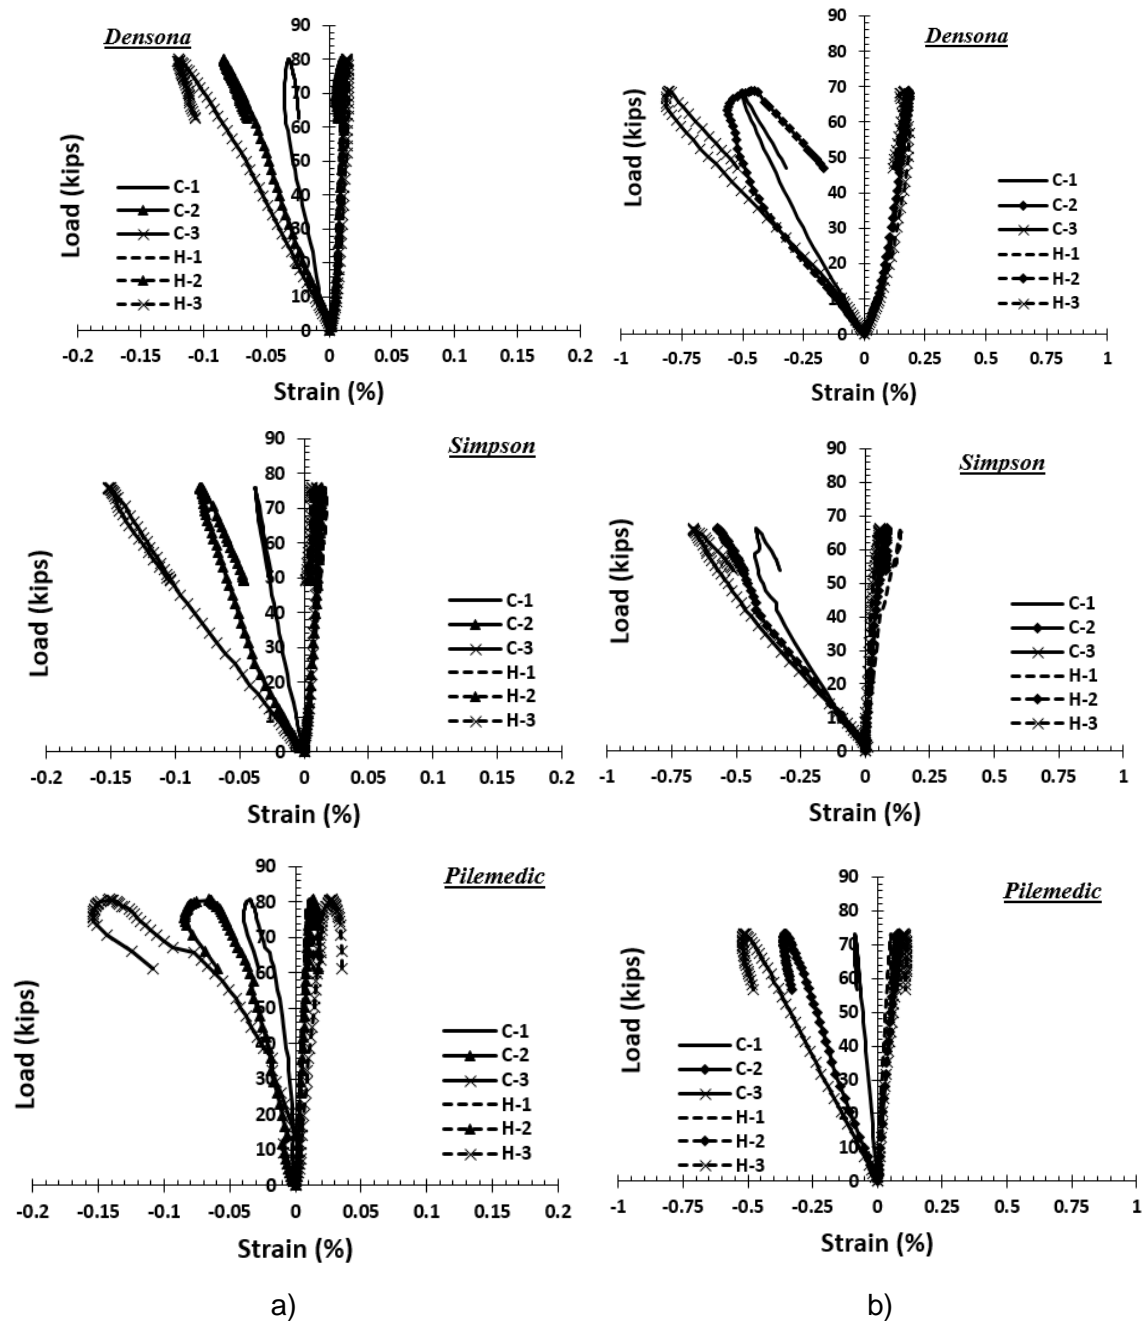 Densona
Load (kips)
90
80
70
60
50
40
30
20
10
0
-0.2
-0.15
-0.1
-0.05
0
0.05
0.1
0.15
0.2
Strain (%)
C-1
C-2
C-3
H-1
H-2
H-3
Densona
Load (kips)
90
80
70
60
50
40
30
20
10
0
-1
-0.75
-0.5
-0.25
0
0.25
0.5
0.75
1
Strain (%)
C-1
C-2
C-3
H-1
H-2
H-3
Simpson
Load (kips)
90
80
70
60
50
40
30
20
10
0
-0.2
-0.15
-0.1
-0.05
0
0.05
0.1
0.15
0.2
Strain (%)
C-1
C-2
C-3
H-1
H-2
H-3
Simpson
Load (kips)
90
80
70
60
50
40
30
20
10
0
-1
-0.75
-0.5
-0.25
0
0.25
0.5
0.75
1
Strain (%)
C-1
C-2
C-3
H-1
H-2
H-3
Pilemedic
Load (kips)
90
80
70
60
50
40
30
20
10
0
-0.2
-0.15
-0.1
-0.05
0
0.05
0.1
0.15
0.2
Strain (%)
C-1
C-2
C-3
H-1
H-2
H-3
Pilemedic
Load (kips)
90
80
70
60
50
40
30
20
10
0
-1
-0.75
-0.5
-0.25
0
0.25
0.5
0.75
1
Strain (%)
C-1
C-2
C-3
H-1
H-2
H-3
a)
b)